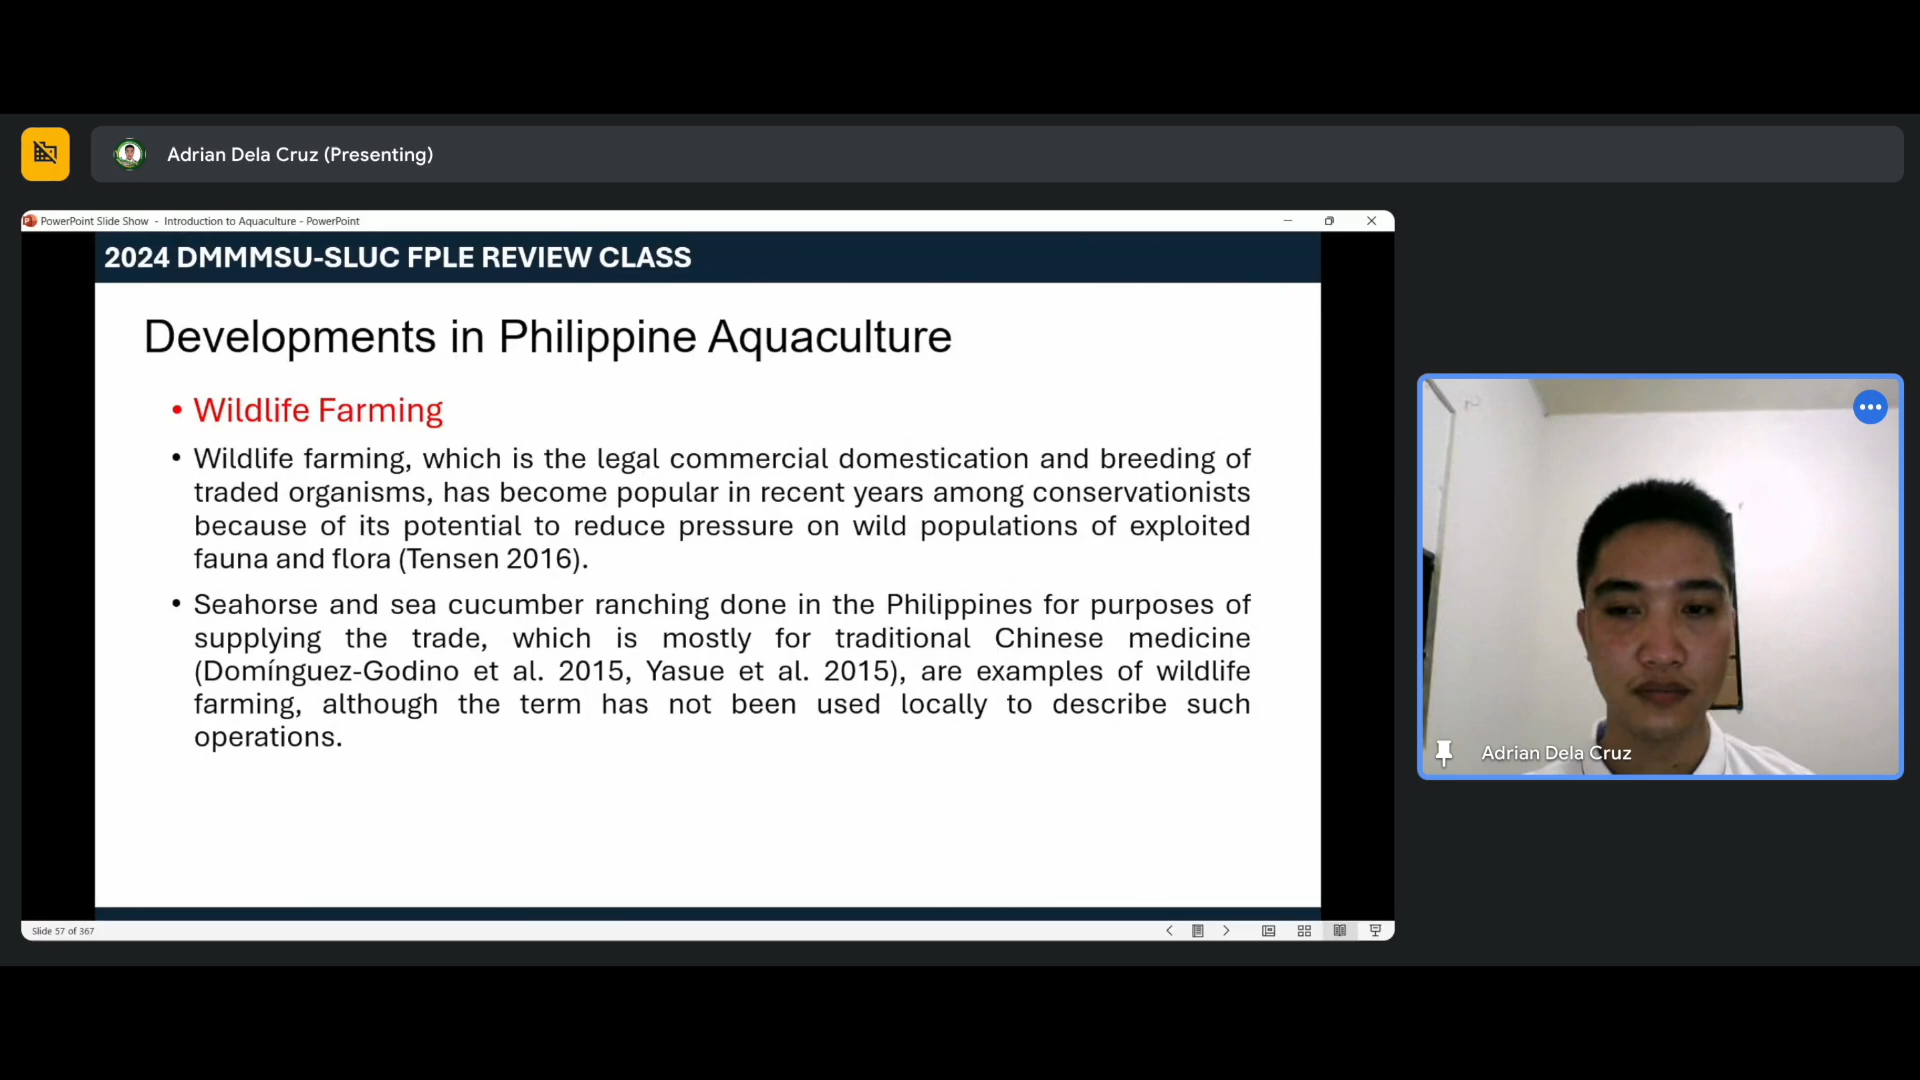 Adrian Dela Cruz (Presenting)
PowerPoint Slide Show - Introduction to Aquaculture - PowerPoint
2024 DMMMSU-SLUC FPLE REVIEW CLASS
Developments in Philippine Aquaculture
• Wildlife Farming
• Wildlife farming, which is the legal commercial domestication and breeding of
traded organisms, has become popular in recent years among conservationists
because of its potential to reduce pressure on wild populations of exploited
fauna and flora (Tensen 2016).
• Seahorse and sea cucumber ranching done in the Philippines for purposes of
supplying the trade, which is mostly for traditional Chinese medicine
(Domínguez-Godino et al. 2015, Yasue et al. 2015), are examples of wildlife
farming, although the term has not been used locally to describe such
operations.
Adrian Dela Cruz
Slide 57 of 367